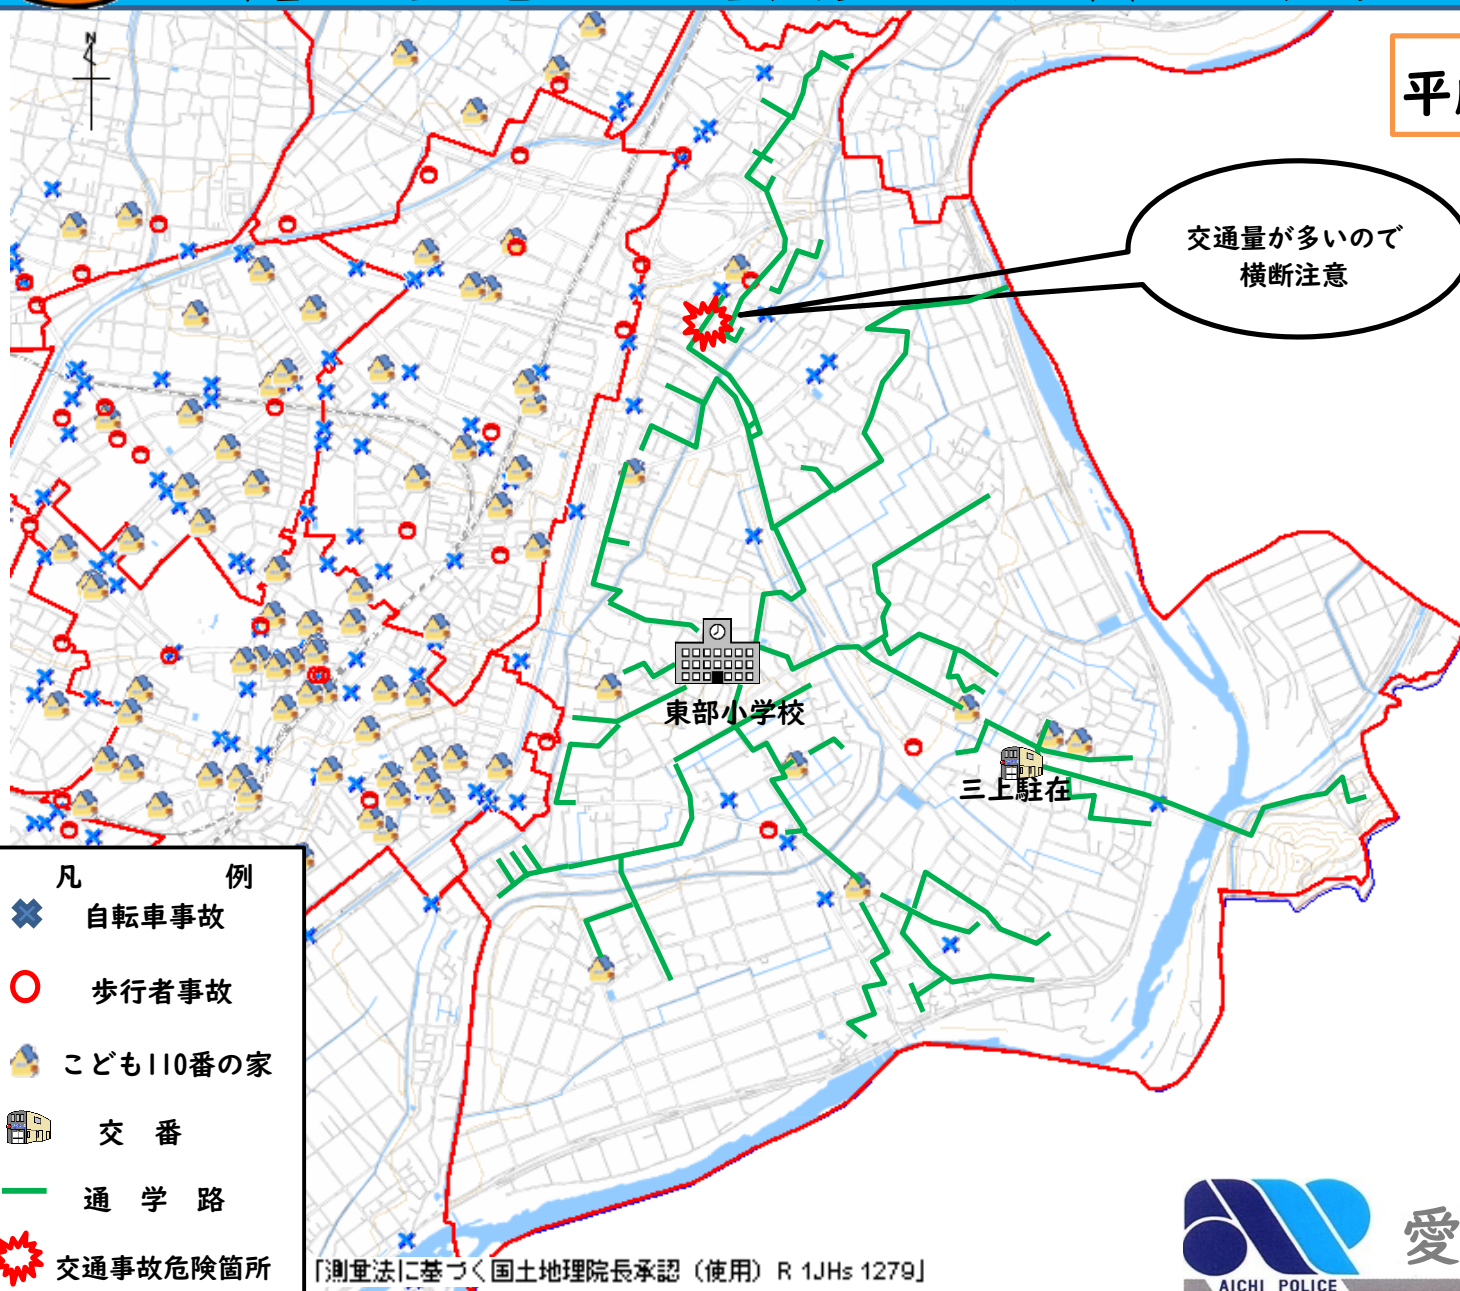 N
平
交通量が多いので
横断注意
東部小学校
三上駐在
凡 例
自転車事故
歩行者事故
こども110番の家
交 番
通 学 路
交通事故危険箇所
「測量法に基づく国土地理院長承認（使用）R 1JHs 1279」
愛
AICHI POLICE